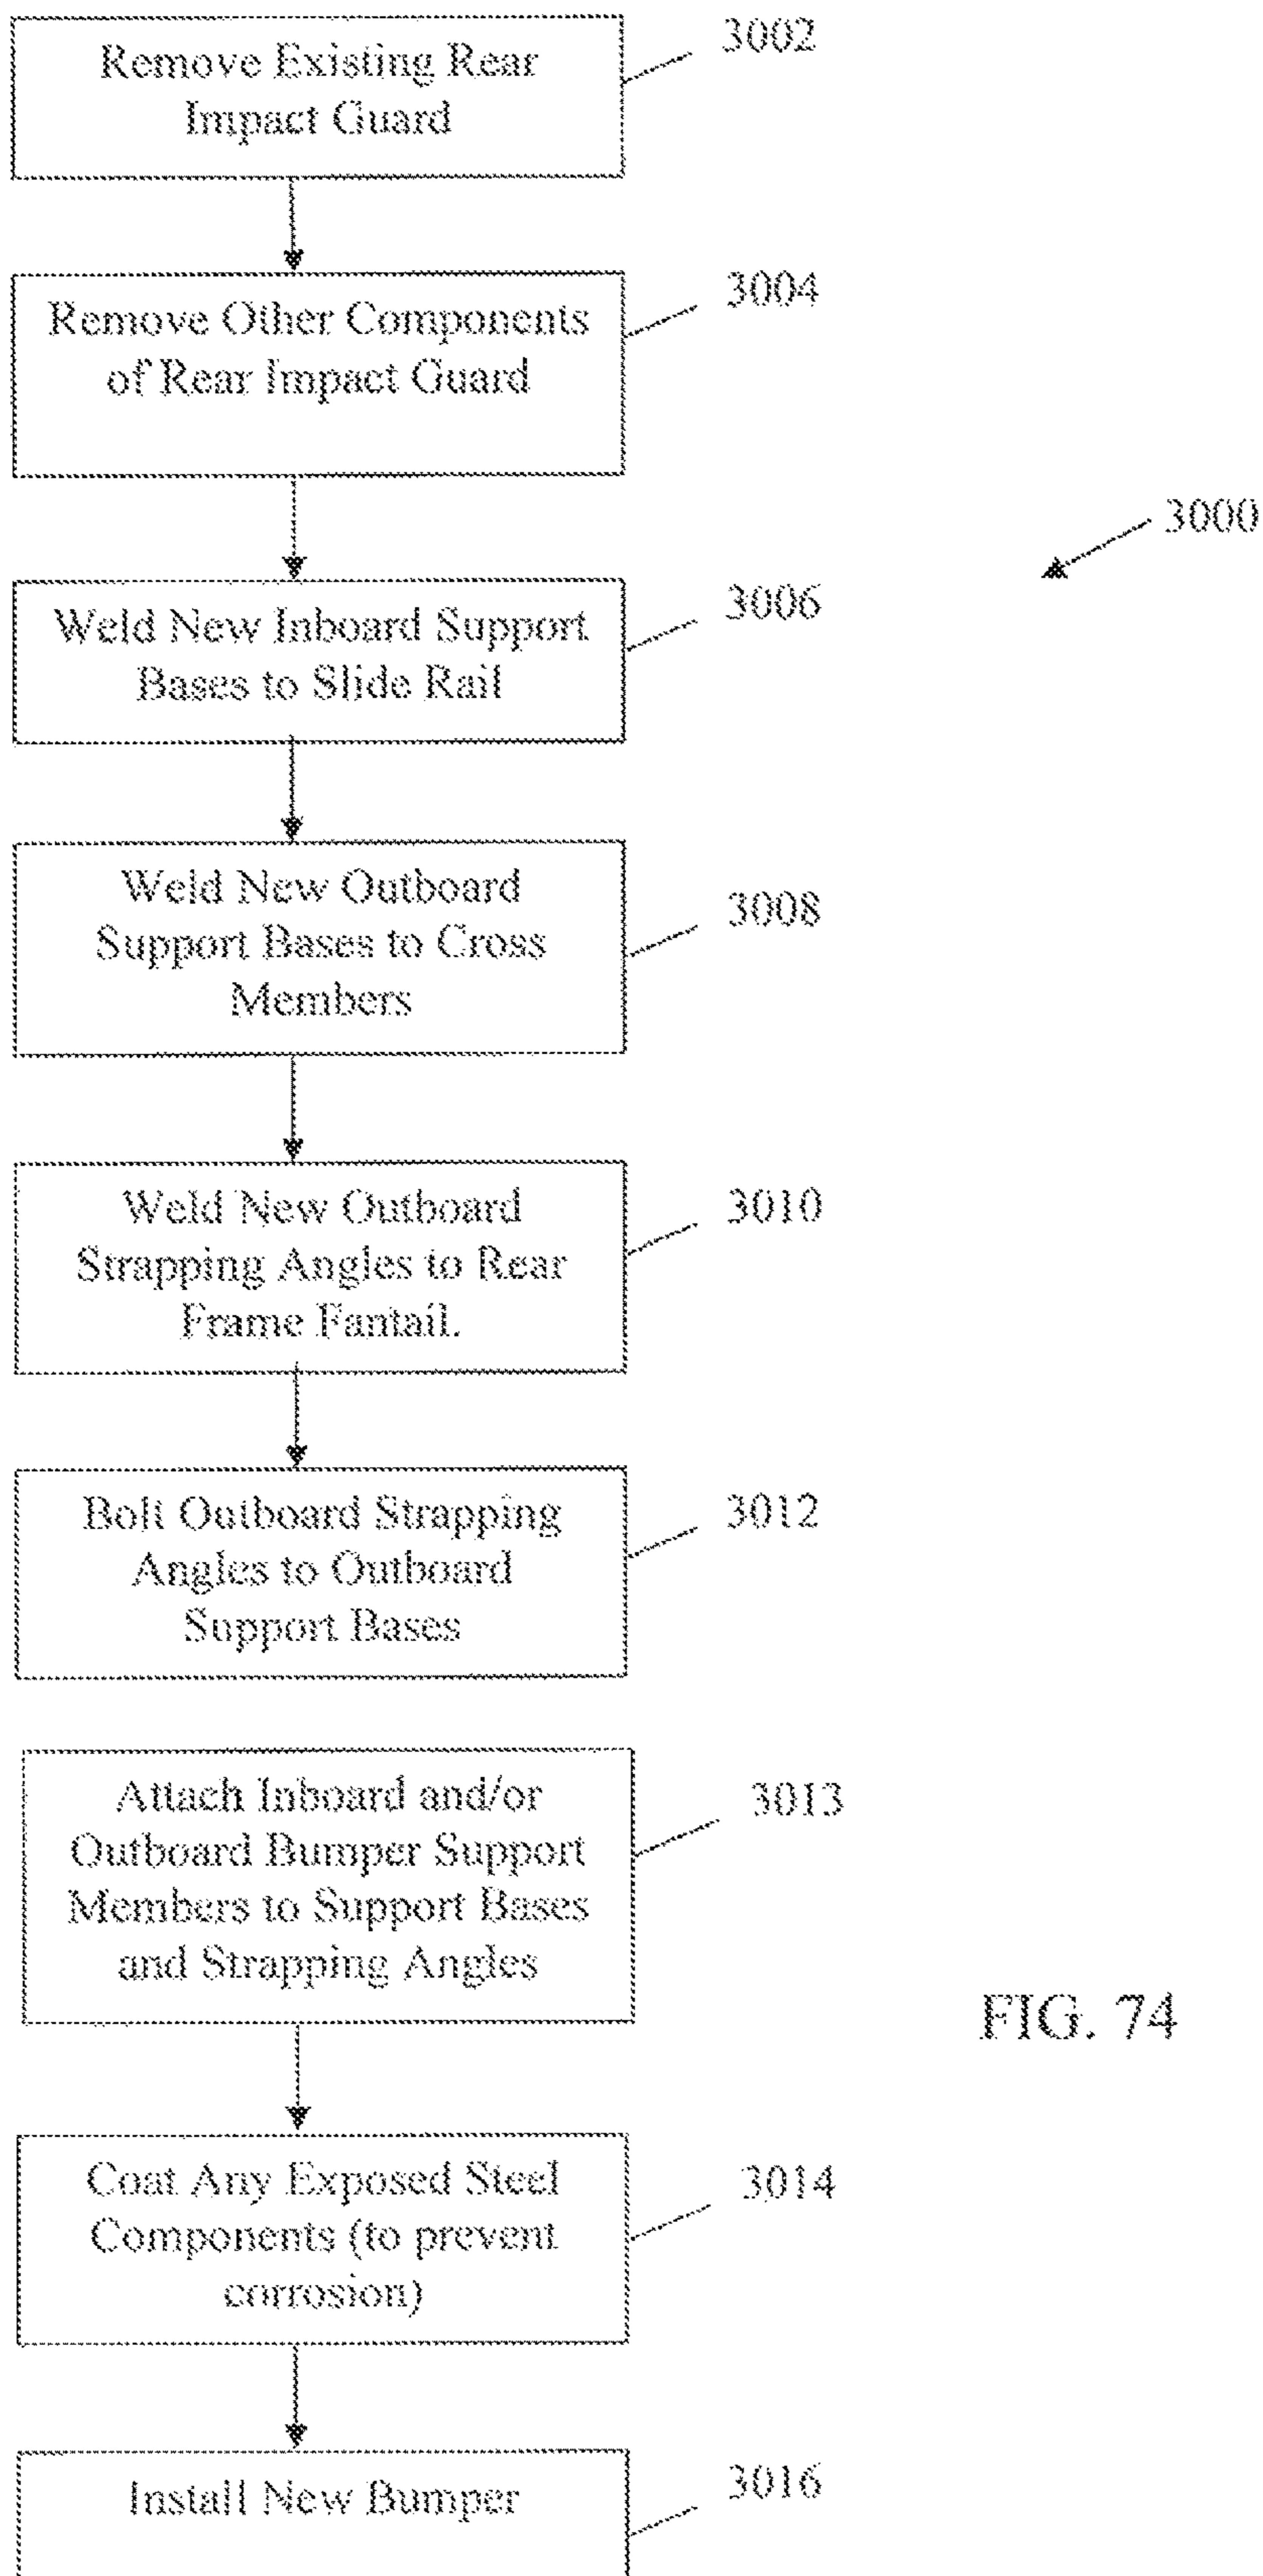 Remove Existing Rear
Impact Guard
3002
Remove Other Components
of Rear Impact Guard
3004
3000
Weld New Inboard Support
Bases to Slide Rail
3006
Weld New Outboard
Support Bases to Cross
Members
3008
Weld New Outboard
Strapping Angles to Rear
Frame Fantail.
3010
Bolt Outboard Strapping
Angles to Outboard
Support Bases
3012
Attach Inboard and/or
Outboard Bumper Support
Members to Support Bases
and Strapping Angles
3013
FIG. 74
Coat Any Exposed Steel
Components (to prevent
corrosion)
3014
Install New Bumper
3016